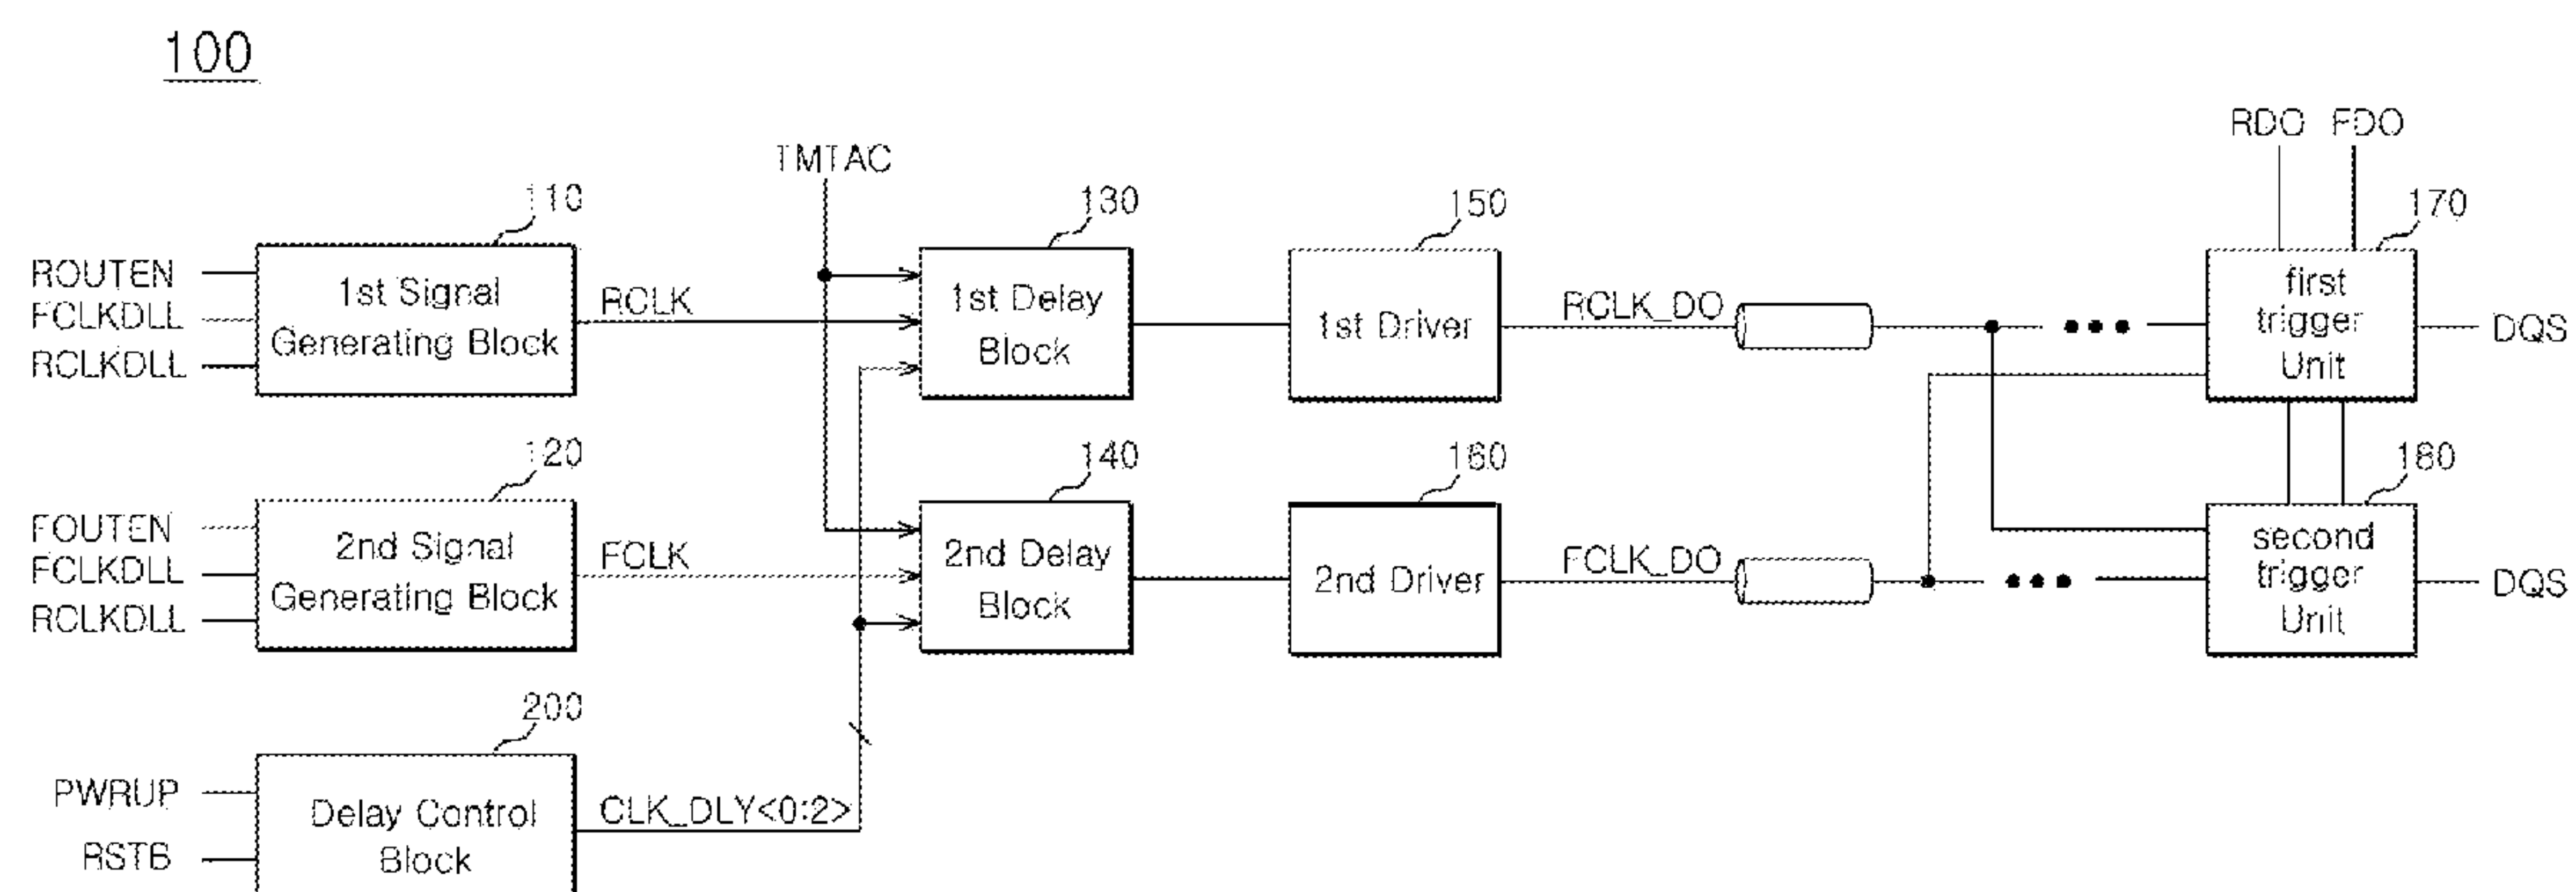 100
RDO FDO
TMTAC
110
130
150
170
ROUTEN
FCLKDLL
RCLKDLL
1st Signal
Generating Block
RCLK
1st Delay
Block
1st Driver
RCLK_DO
first
trigger
Unit
DQS
120
140
160
180
FOUTEN
FCLKDLL
RCLKDLL
2nd Signal
Generating Block
FCLK
2nd Delay
Block
2nd Driver
FCLK_DO
second
trigger
Unit
DQS
200
PWRUP
RSTB
Delay Control
Block
CLK_DLY<0:2>